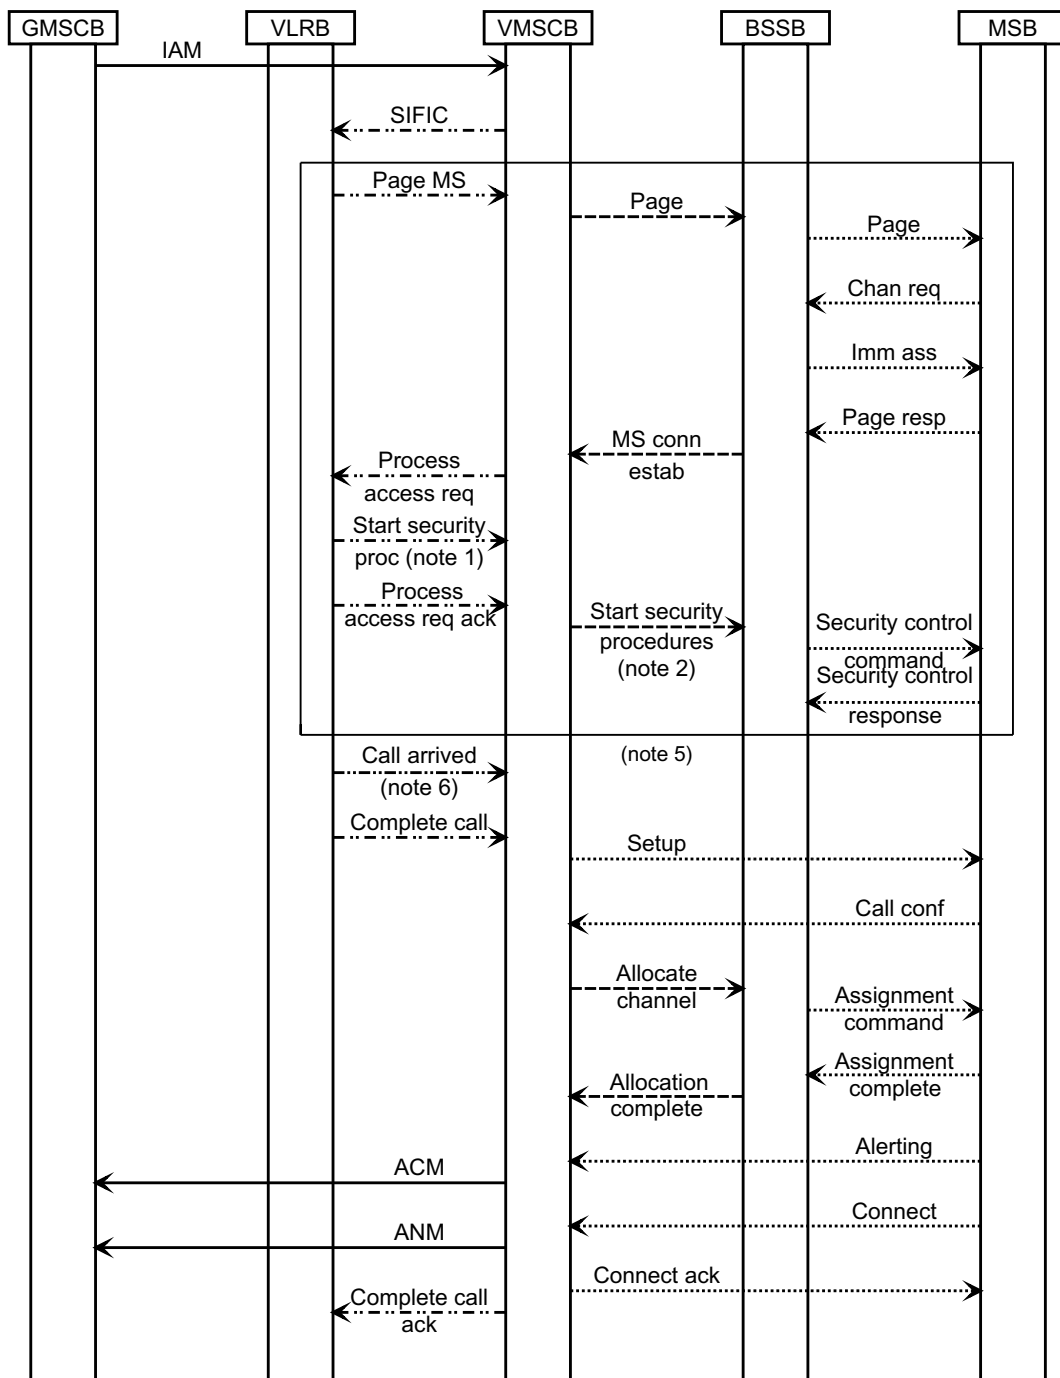 GMSCB
VLRB
VMSCB
BSSB
MSB
IAM
SIFIC
Page MS
Page
Page
Chan req
Imm ass
Page resp
MS conn
estab
Process
access req
Start security
proc (note 1)
Process
access req ack
Start security
procedures
(note 2)
Security control
command
Security control
response
(note 5)
Call arrived
(note 6)
Complete call
Setup
Call conf
Allocate
channel
Assignment
command
Assignment
complete
Allocation
complete
Alerting
ACM
Connect
ANM
Connect ack
Complete call
ack